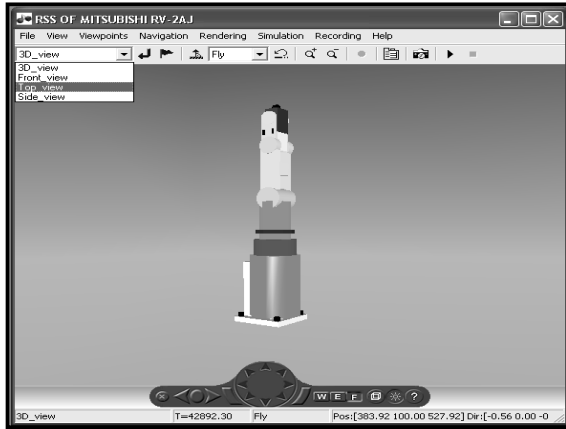 RSS OF MITSUBISHI RV-2AJ
File View Viewpoints Navigation Rendering Simulation Recording Help
3D_view Fly
3D_view
Front_view
Top_view
Side_view
W E F ?
3D_view T=42892.30 Fly Pos:[383.92 100.00 527.92] Dir:[-0.56 0.00 -0